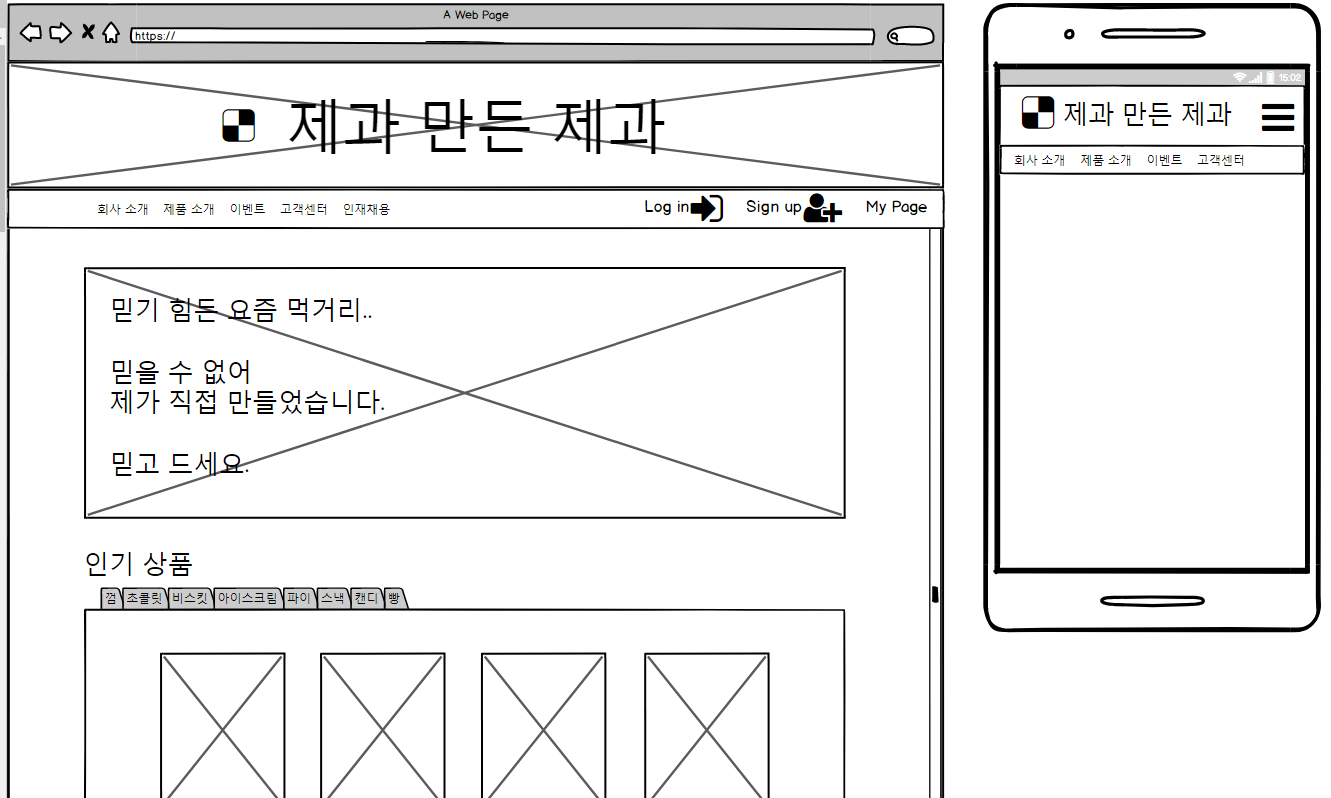 A Web Page
https://
제과 만든 제과
회사 소개 제품 소개 이벤트 고객센터 인재채용 Log in Sign up My Page
믿기 힘든 요즘 먹거리..
믿을 수 없어
제가 직접 만들었습니다.
믿고 드세요.
인기 상품
껌 초콜릿 비스킷 아이스크림 파이 스낵 캔디 빵
15:02
제과 만든 제과
회사 소개 제품 소개 이벤트 고객센터